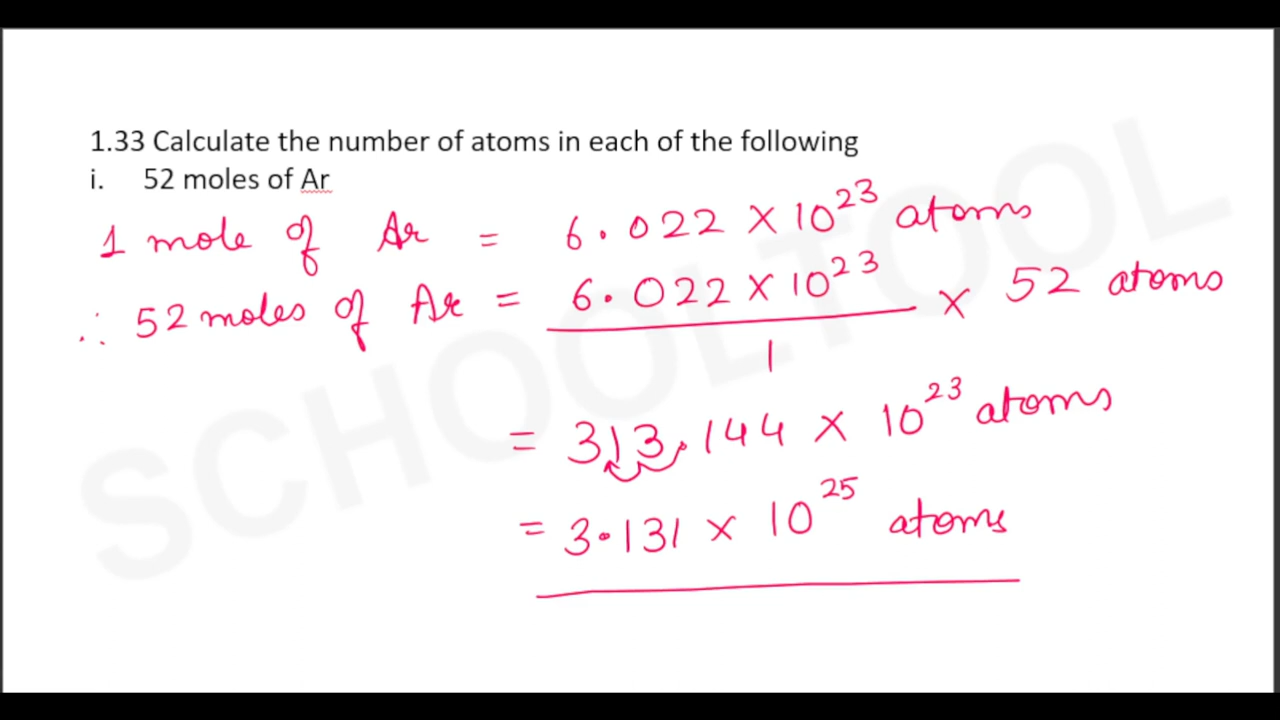 1.33 Calculate the number of atoms in each of the following
i. 52 moles of Ar
1 mole of Ar = 6.022 × 10²³ atoms
∴ 52 moles of Ar = 6.022 × 10²³ × 52 atoms
1
= 313.144 × 10²³ atoms
= 3.131 × 10²⁵ atoms
SCHOOLTOOL